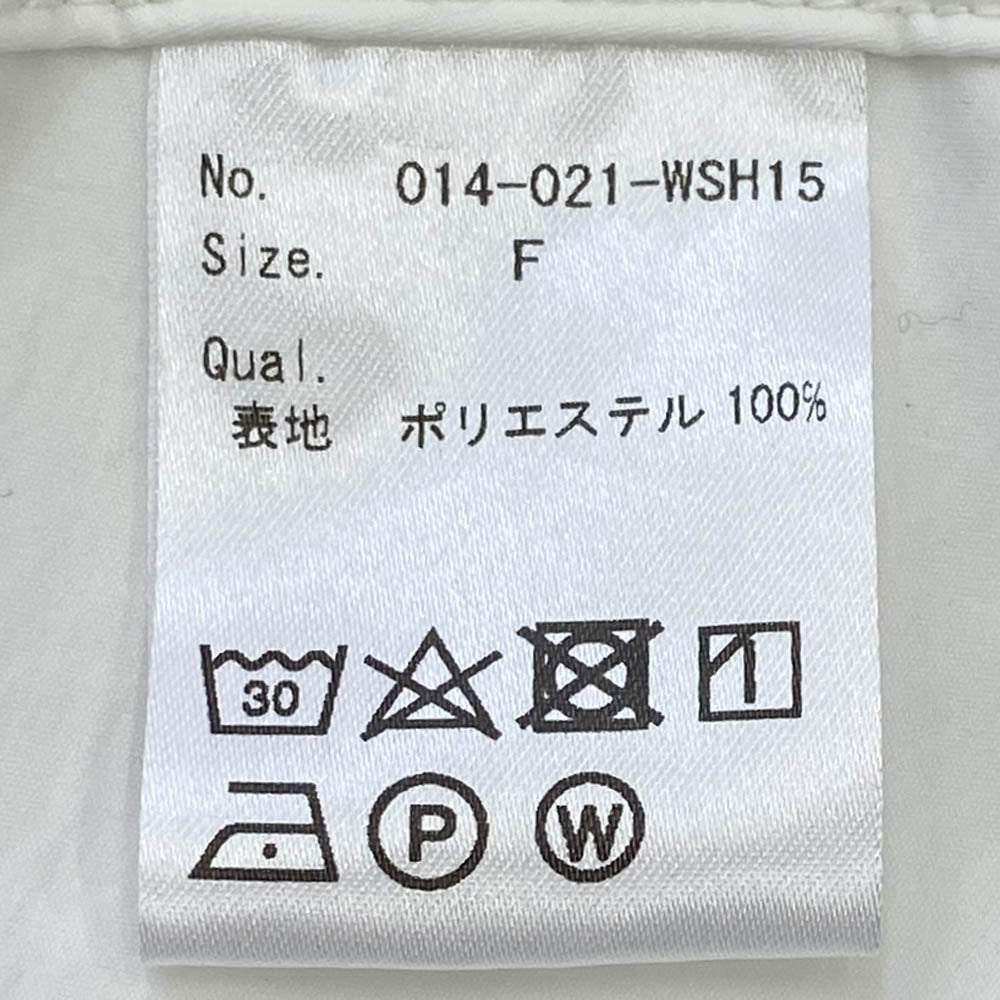 No. 014-021-WSH15
Size. F
Qual.
表地 ポリエステル 100%
30
P W